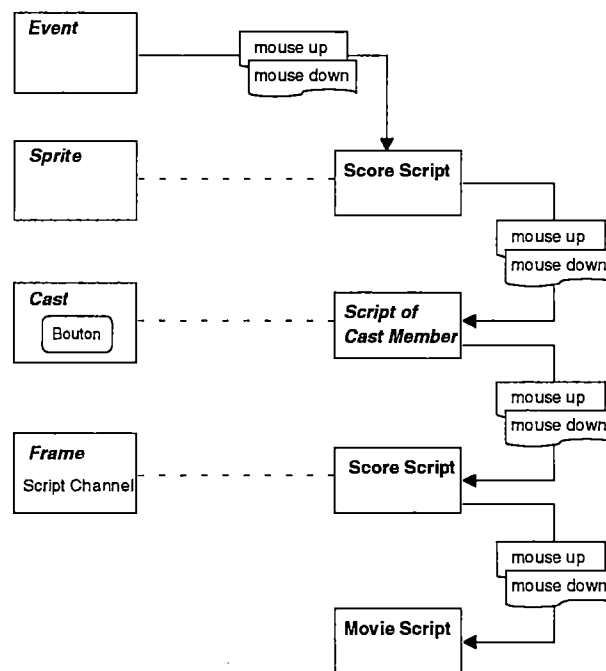 Event
mouse up
mouse down
Sprite
Score Script
mouse up
mouse down
Cast
Bouton
Script of
Cast Member
mouse up
mouse down
Frame
Script Channel
Score Script
mouse up
mouse down
Movie Script